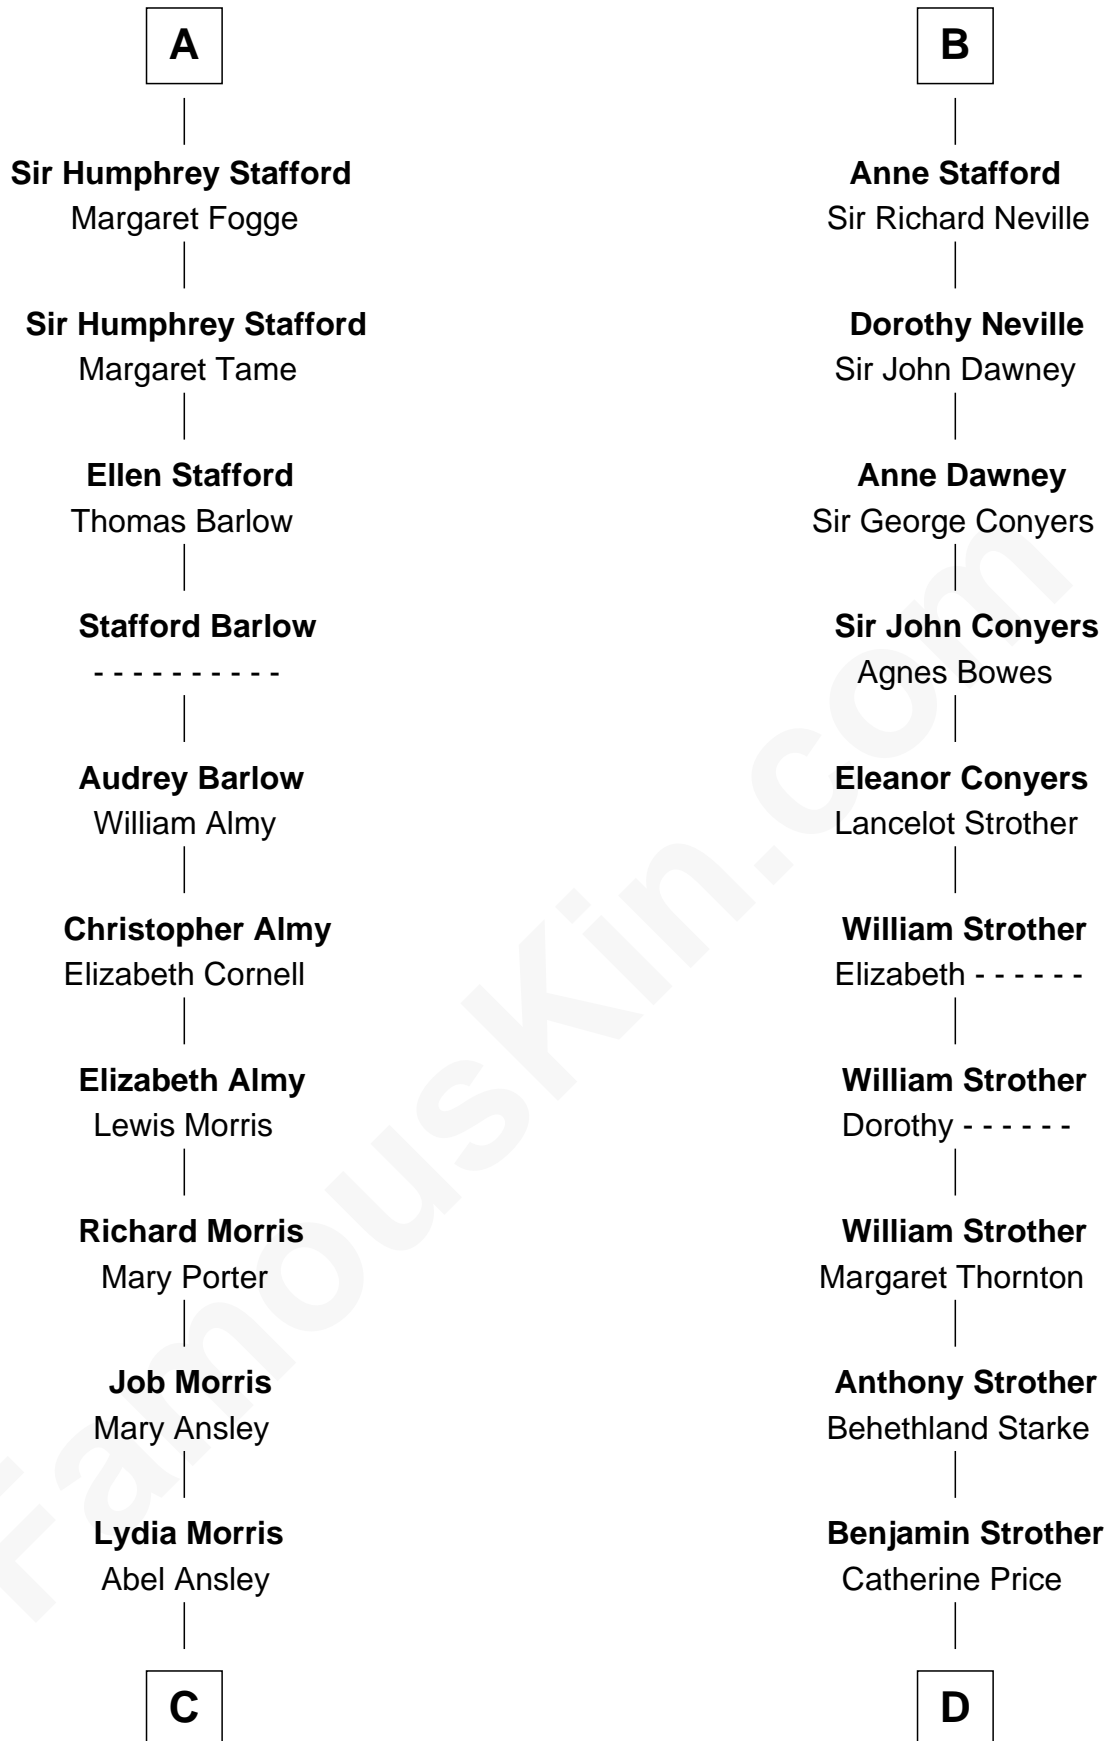 A
Sir Humphrey Stafford
Margaret Fogge
Sir Humphrey Stafford
Margaret Tame
Ellen Stafford
Thomas Barlow
Stafford Barlow
- - - - - - - - - -
Audrey Barlow
William Almy
Christopher Almy
Elizabeth Cornell
Elizabeth Almy
Lewis Morris
Richard Morris
Mary Porter
Job Morris
Mary Ansley
Lydia Morris
Abel Ansley
C
B
Anne Stafford
Sir Richard Neville
Dorothy Neville
Sir John Dawney
Anne Dawney
Sir George Conyers
Sir John Conyers
Agnes Bowes
Eleanor Conyers
Lancelot Strother
William Strother
Elizabeth - - - - - -
William Strother
Dorothy - - - - - -
William Strother
Margaret Thornton
Anthony Strother
Behethland Starke
Benjamin Strother
Catherine Price
D
FamousKin.com